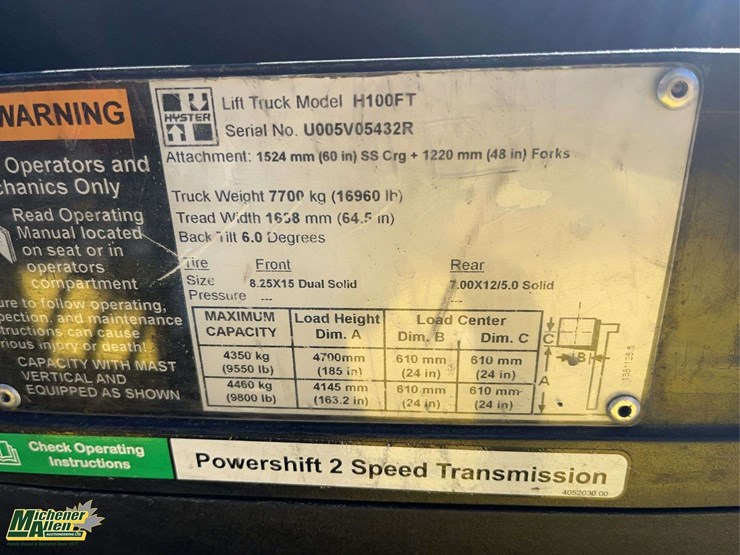 WARNING
Operators and
chanics Only
Read Operating
Manual located
on seat or in
operators
compartment
ure to follow operating,
pection, and maintenance
tructions can cause
rious injury or death!
CAPACITY WITH MAST
VERTICAL AND
EQUIPPED AS SHOWN
HYSTER
Lift Truck Model H100FT
Serial No. U005V05432R
Attachment: 1524 mm (60 in) SS Crg + 1220 mm (48 in) Forks
Truck Weight 7700 kg (16960 lb)
Tread Width 1638 mm (64.5 in)
Back Tilt 6.0 Degrees
Tire Front Rear
Size 8.25X15 Dual Solid 7.00X12/5.0 Solid
Pressure --- ---
MAXIMUM CAPACITY Load Height Dim. A Load Center Dim. B Dim. C
4350 kg (9550 lb) 4700mm (185 in) 610 mm (24 in) 610 mm (24 in)
4460 kg (9800 lb) 4145 mm (163.2 in) 610 mm (24 in) 610 mm (24 in)
C
B
A
Check Operating
Instructions
Powershift 2 Speed Transmission
4052030 00
Michener
Allen
AUCTIONEERING LTD.